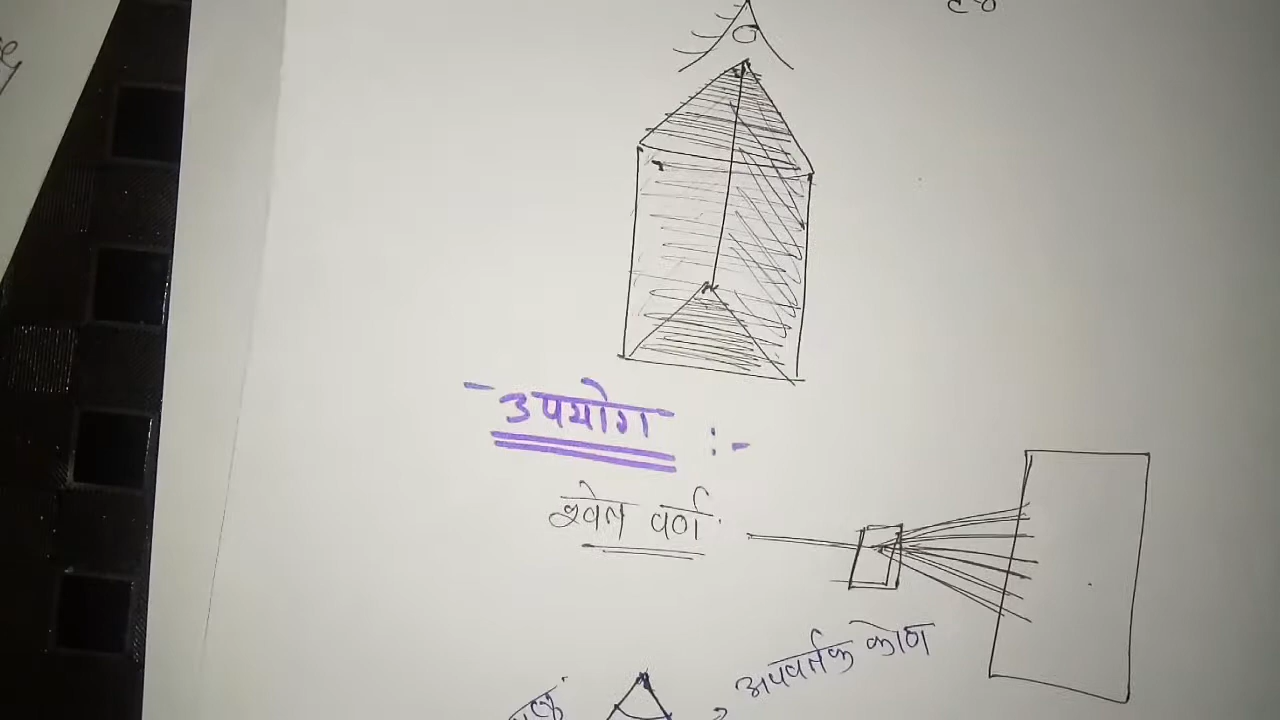 उपयोग :-
श्वेत वर्ण
अपवर्तक कोण